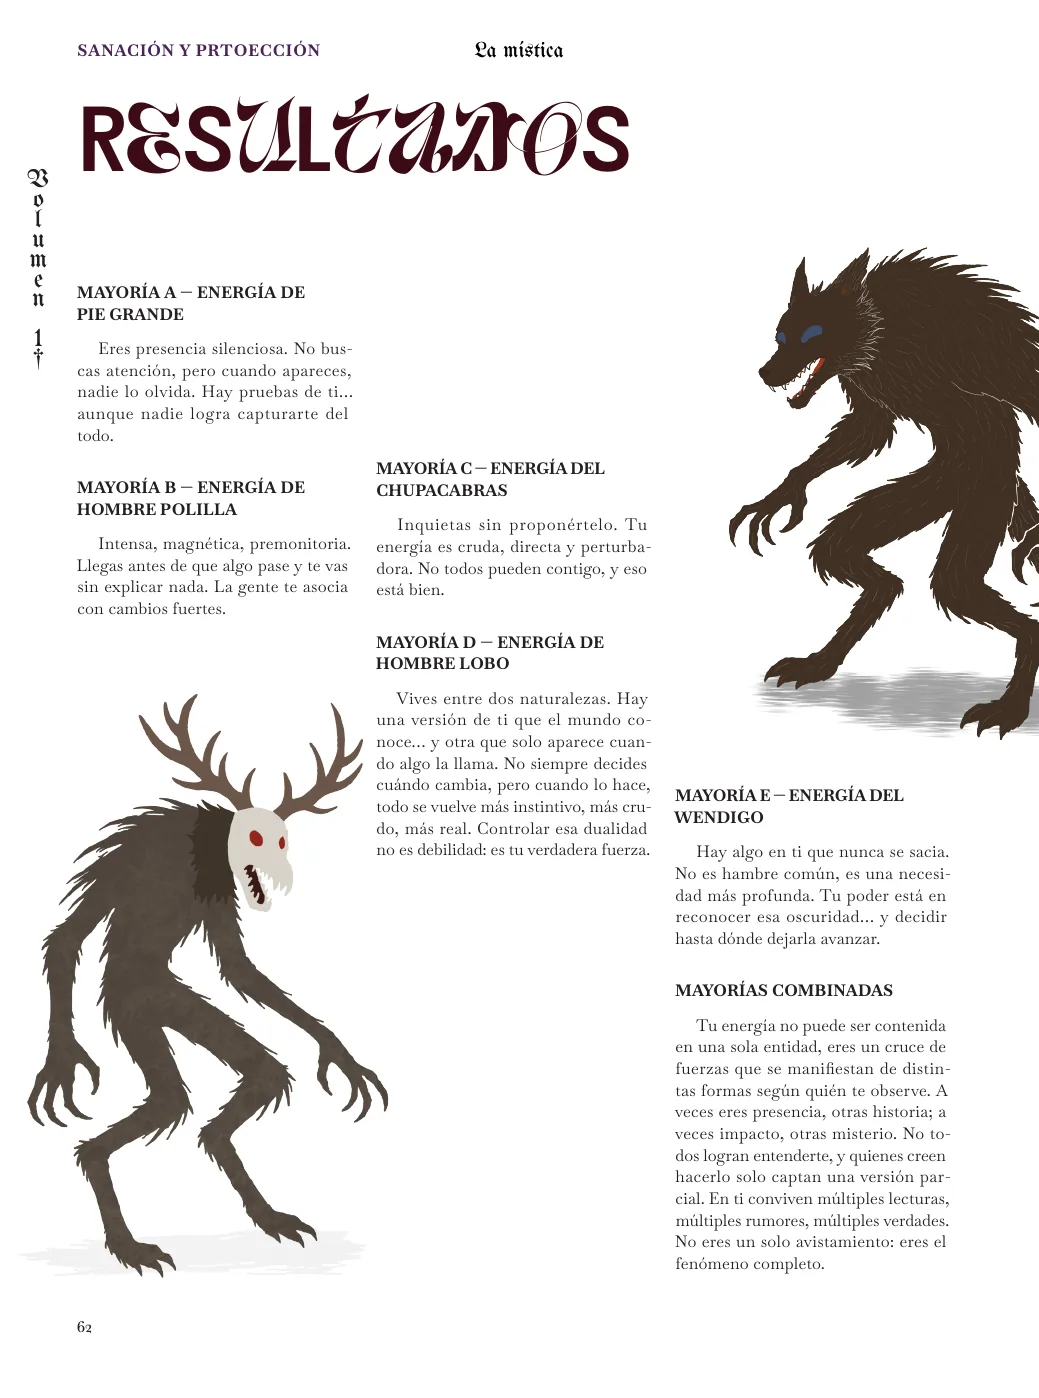 SANACIÓN Y PRTOECCIÓN
La mística
RESULTADOS
Volumen 1†
MAYORÍA A — ENERGÍA DE
PIE GRANDE
Eres presencia silenciosa. No bus-
cas atención, pero cuando apareces,
nadie lo olvida. Hay pruebas de ti...
aunque nadie logra capturarte del
todo.
MAYORÍA B — ENERGÍA DE
HOMBRE POLILLA
Intensa, magnética, premonitoria.
Llegas antes de que algo pase y te vas
sin explicar nada. La gente te asocia
con cambios fuertes.
MAYORÍA C — ENERGÍA DEL
CHUPACABRAS
Inquietas sin proponértelo. Tu
energía es cruda, directa y perturba-
dora. No todos pueden contigo, y eso
está bien.
MAYORÍA D — ENERGÍA DE
HOMBRE LOBO
Vives entre dos naturalezas. Hay
una versión de ti que el mundo co-
noce... y otra que solo aparece cuan-
do algo la llama. No siempre decides
cuándo cambia, pero cuando lo hace,
todo se vuelve más instintivo, más cru-
do, más real. Controlar esa dualidad
no es debilidad: es tu verdadera fuerza.
MAYORÍA E — ENERGÍA DEL
WENDIGO
Hay algo en ti que nunca se sacia.
No es hambre común, es una necesi-
dad más profunda. Tu poder está en
reconocer esa oscuridad... y decidir
hasta dónde dejarla avanzar.
MAYORÍAS COMBINADAS
Tu energía no puede ser contenida
en una sola entidad, eres un cruce de
fuerzas que se manifiestan de distin-
tas formas según quién te observe. A
veces eres presencia, otras historia; a
veces impacto, otras misterio. No to-
dos logran entenderte, y quienes creen
hacerlo solo captan una versión par-
cial. En ti conviven múltiples lecturas,
múltiples rumores, múltiples verdades.
No eres un solo avistamiento: eres el
fenómeno completo.
62